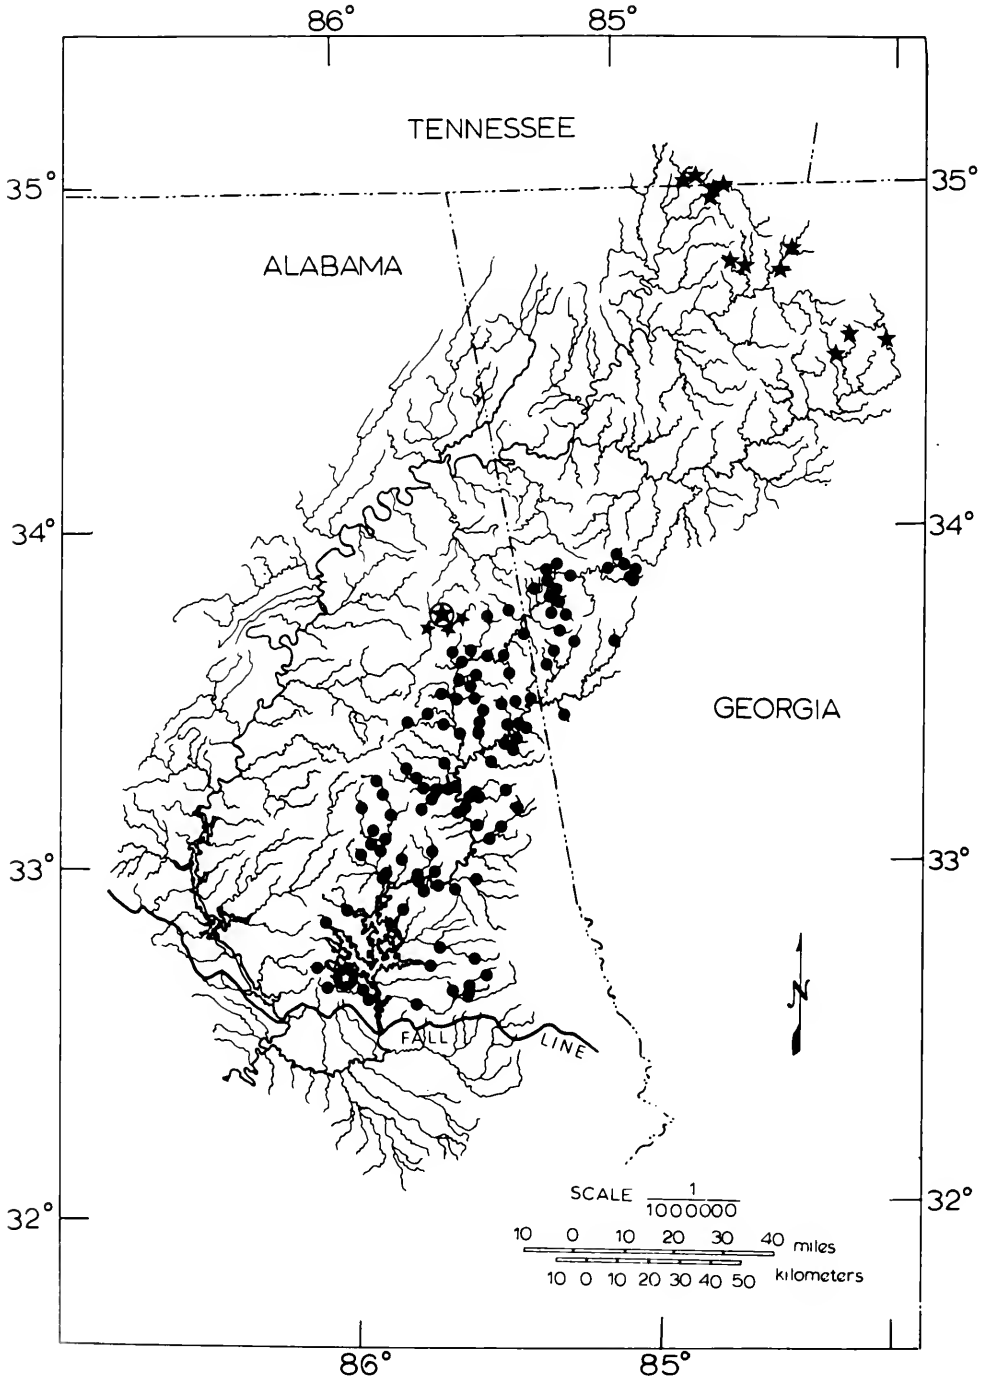 86° 85°
TENNESSEE
35° 35°
ALABAMA
34° 34°
GEORGIA
33° 33°
N
FALL LINE
SCALE 1
1000000
32° 32°
10 0 10 20 30 40 miles
10 0 10 20 30 40 50 kilometers
86° 85°